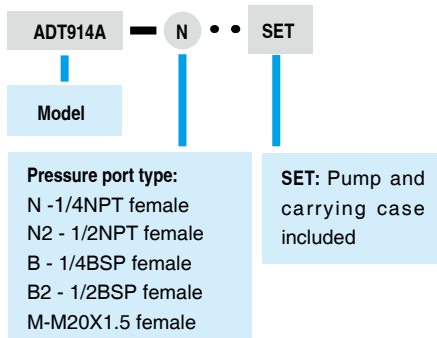 ADT914A — N • • SET
Model
Pressure port type:
N -1/4NPT female
N2 - 1/2NPT female
B - 1/4BSP female
B2 - 1/2BSP female
M-M20X1.5 female
SET: Pump and
carrying case
included